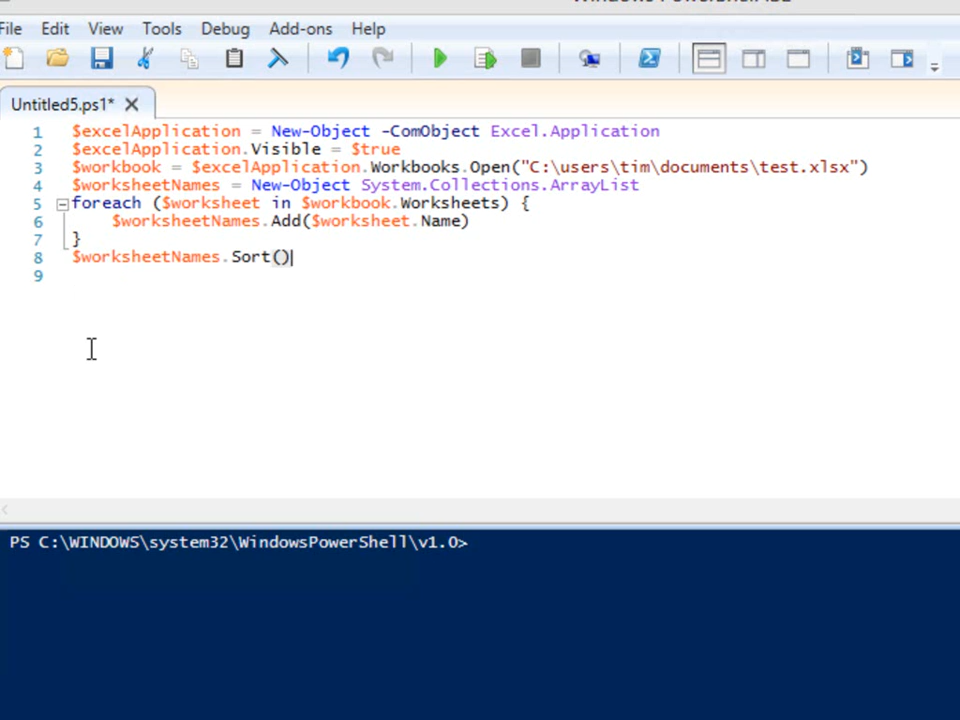 File Edit View Tools Debug Add-ons Help
Untitled5.ps1*
1 $excelApplication = New-Object -ComObject Excel.Application
2 $excelApplication.Visible = $true
3 $workbook = $excelApplication.Workbooks.Open("C:\users\tim\documents\test.xlsx")
4 $worksheetNames = New-Object System.Collections.ArrayList
5 foreach ($worksheet in $workbook.Worksheets) {
6 $worksheetNames.Add($worksheet.Name)
7 }
8 $worksheetNames.Sort()
9
PS C:\WINDOWS\system32\WindowsPowerShell\v1.0>